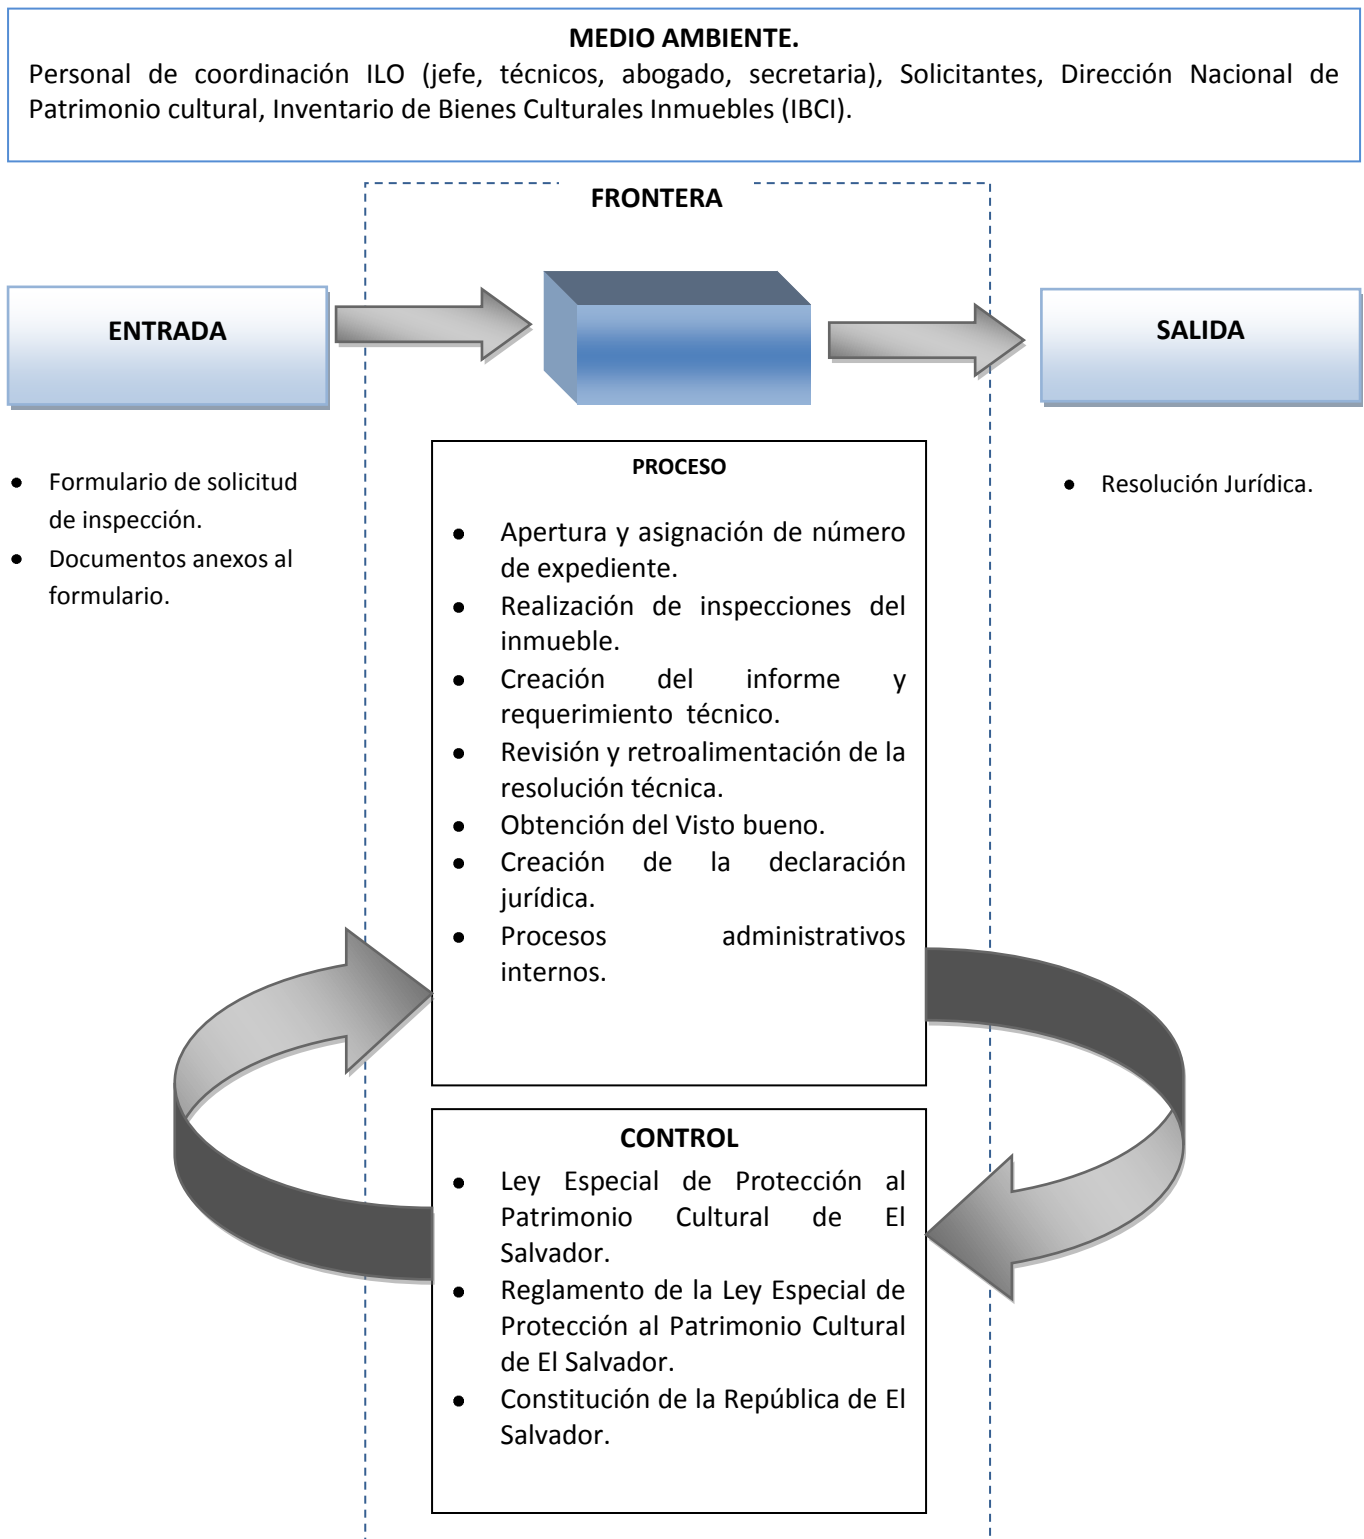 MEDIO AMBIENTE.
Personal de coordinación ILO (jefe, técnicos, abogado, secretaria), Solicitantes, Dirección Nacional de
Patrimonio cultural, Inventario de Bienes Culturales Inmuebles (IBCI).
FRONTERA
ENTRADA
SALIDA
• Formulario de solicitud
de inspección.
• Documentos anexos al
formulario.
PROCESO
• Apertura y asignación de número
de expediente.
• Realización de inspecciones del
inmueble.
• Creación del informe y
requerimiento técnico.
• Revisión y retroalimentación de la
resolución técnica.
• Obtención del Visto bueno.
• Creación de la declaración
jurídica.
• Procesos administrativos
internos.
• Resolución Jurídica.
CONTROL
• Ley Especial de Protección al
Patrimonio Cultural de El
Salvador.
• Reglamento de la Ley Especial de
Protección al Patrimonio Cultural
de El Salvador.
• Constitución de la República de El
Salvador.